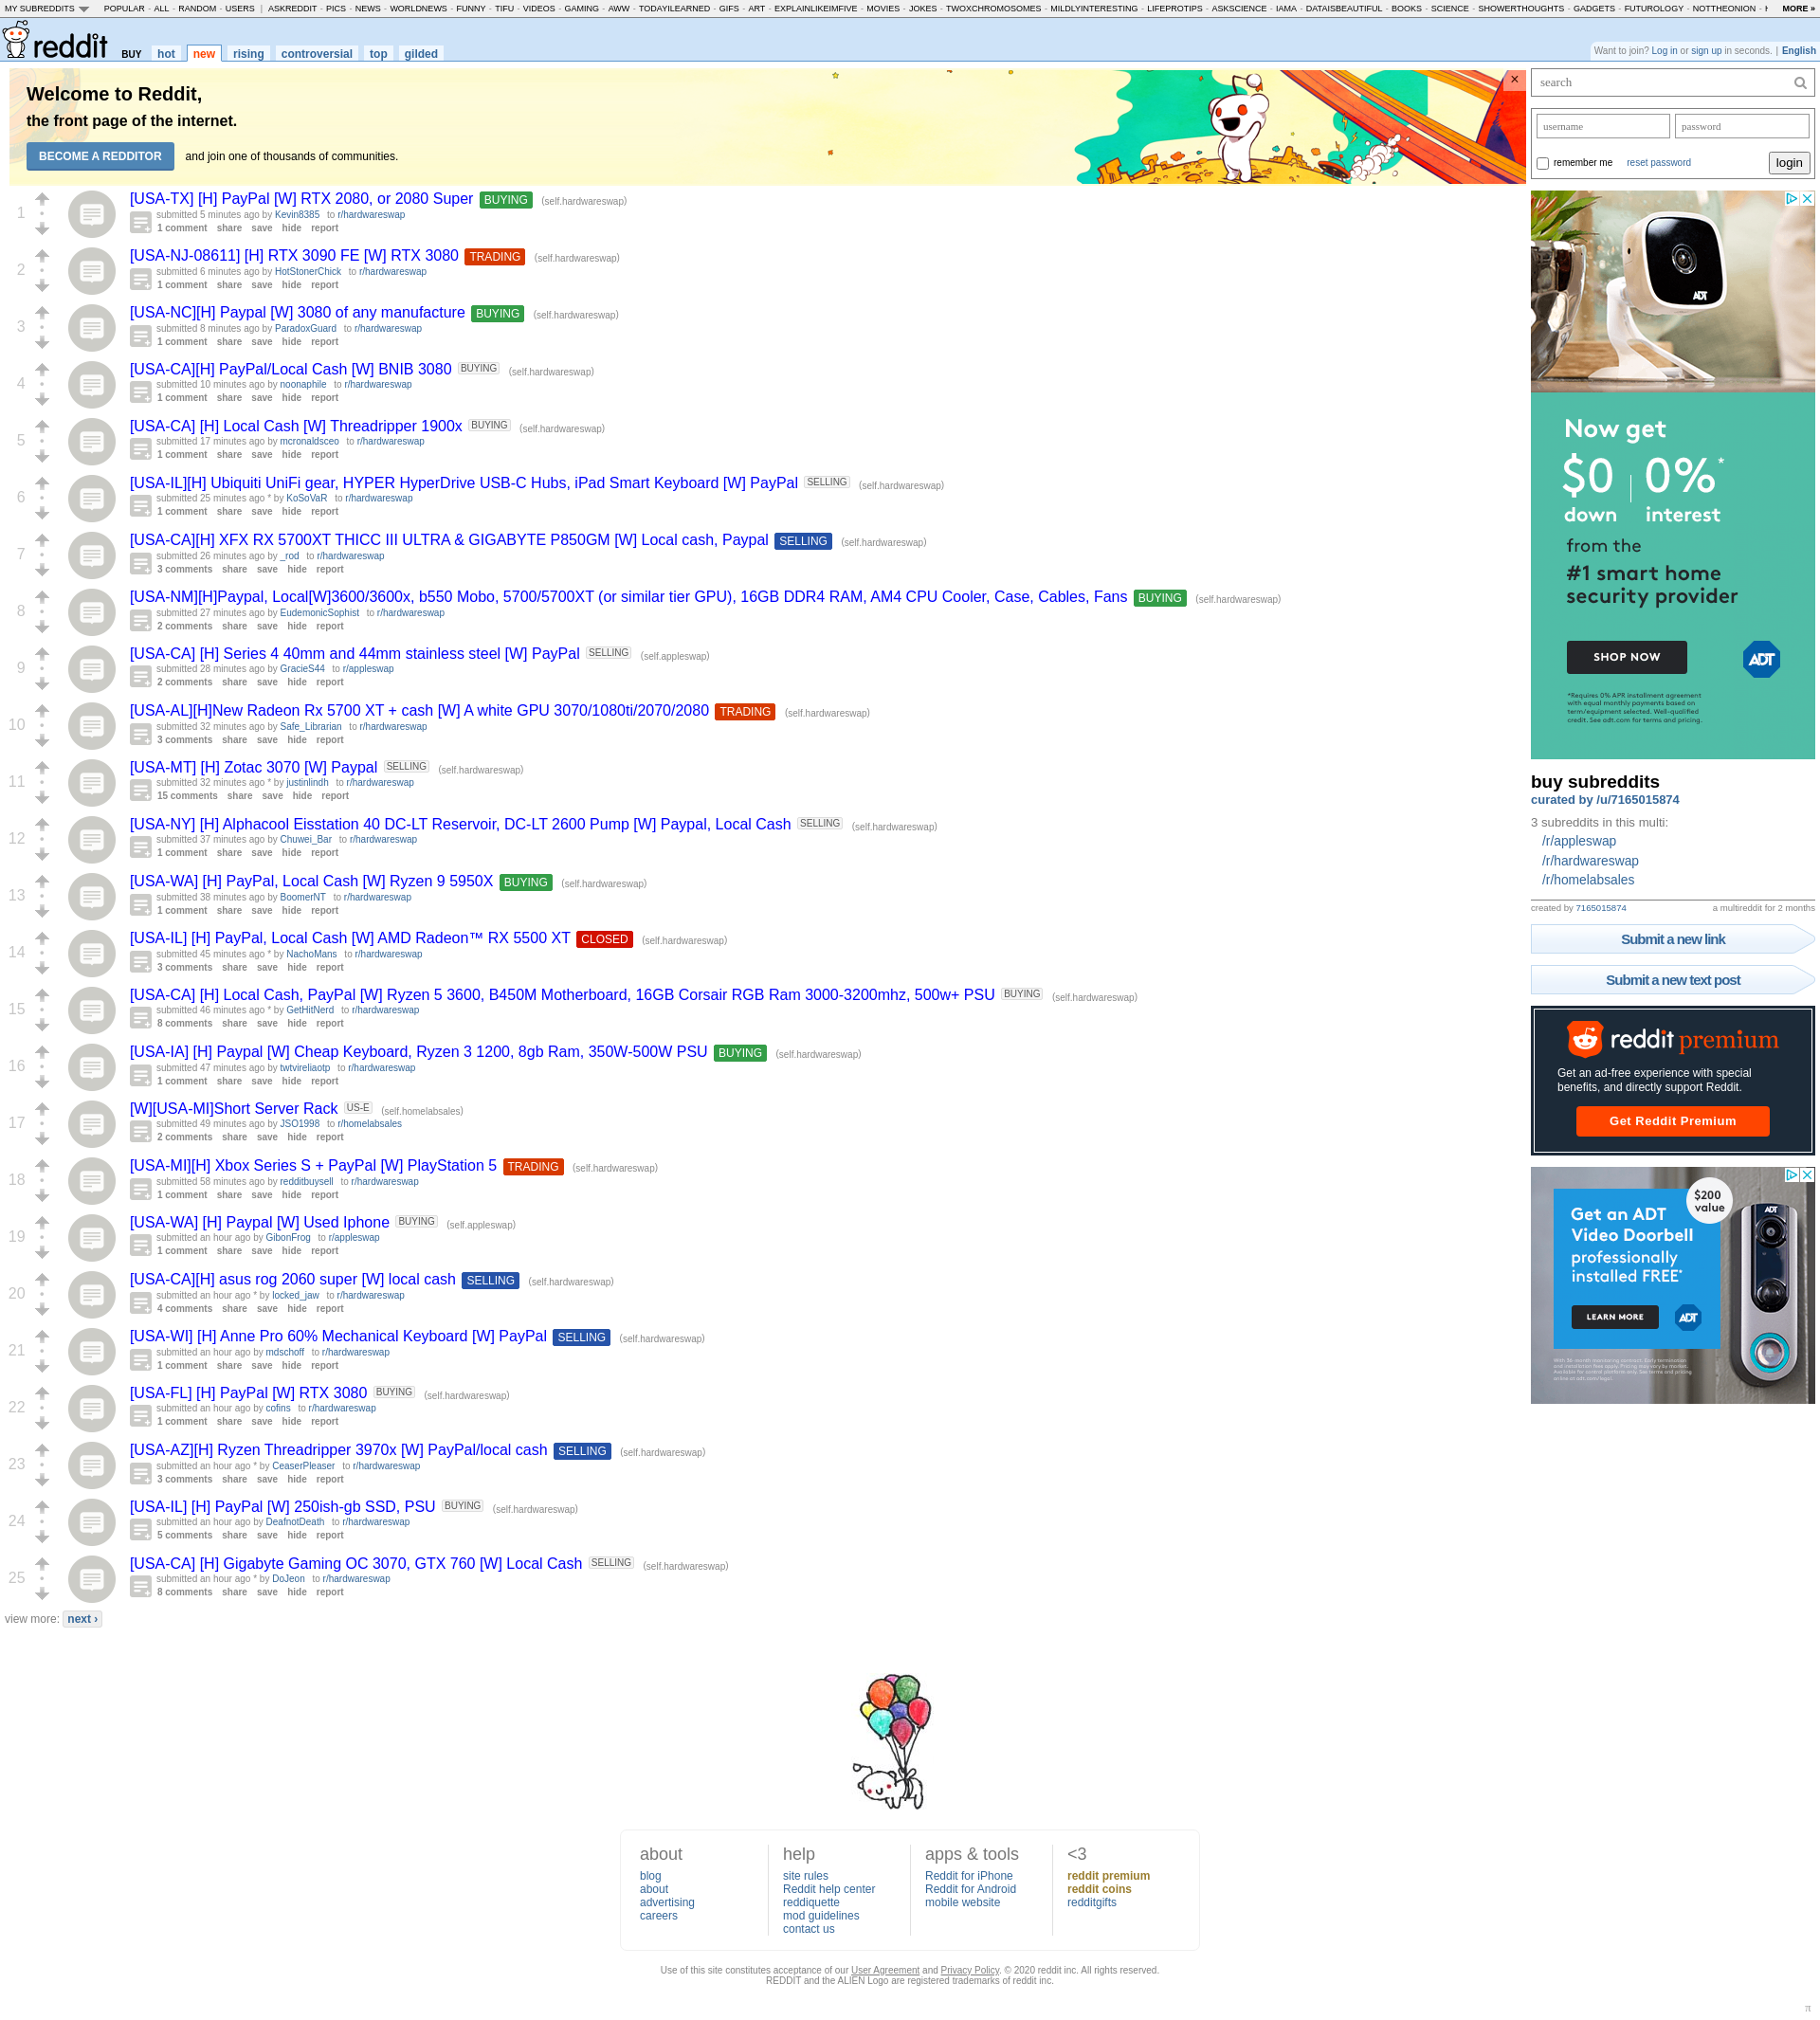 MY SUBREDDITS POPULAR - ALL - RANDOM - USERS | ASKREDDIT - PICS - NEWS - WORLDNEWS - FUNNY - TIFU - VIDEOS - GAMING - AWW - TODAYILEARNED - GIFS - ART - EXPLAINLIKEIMFIVE - MOVIES - JOKES - TWOXCHROMOSOMES - MILDLYINTERESTING - LIFEPROTIPS - ASKSCIENCE - IAMA - DATAISBEAUTIFUL - BOOKS - SCIENCE - SHOWERTHOUGHTS - GADGETS - FUTUROLOGY - NOTTHEONION - MORE »
reddit BUY hot new rising controversial top gilded
Want to join? Log in or sign up in seconds. | English
Welcome to Reddit,
the front page of the internet.
BECOME A REDDITOR and join one of thousands of communities.
×
1
[USA-TX] [H] PayPal [W] RTX 2080, or 2080 Super BUYING (self.hardwareswap)
submitted 5 minutes ago by Kevin8385 to r/hardwareswap
1 comment share save hide report
2
[USA-NJ-08611] [H] RTX 3090 FE [W] RTX 3080 TRADING (self.hardwareswap)
submitted 6 minutes ago by HotStonerChick to r/hardwareswap
1 comment share save hide report
3
[USA-NC][H] Paypal [W] 3080 of any manufacture BUYING (self.hardwareswap)
submitted 8 minutes ago by ParadoxGuard to r/hardwareswap
1 comment share save hide report
4
[USA-CA][H] PayPal/Local Cash [W] BNIB 3080 BUYING (self.hardwareswap)
submitted 10 minutes ago by noonaphile to r/hardwareswap
1 comment share save hide report
5
[USA-CA] [H] Local Cash [W] Threadripper 1900x BUYING (self.hardwareswap)
submitted 17 minutes ago by mcronaldsceo to r/hardwareswap
1 comment share save hide report
6
[USA-IL][H] Ubiquiti UniFi gear, HYPER HyperDrive USB-C Hubs, iPad Smart Keyboard [W] PayPal SELLING (self.hardwareswap)
submitted 25 minutes ago * by KoSoVaR to r/hardwareswap
1 comment share save hide report
7
[USA-CA][H] XFX RX 5700XT THICC III ULTRA & GIGABYTE P850GM [W] Local cash, Paypal SELLING (self.hardwareswap)
submitted 26 minutes ago by _rod to r/hardwareswap
3 comments share save hide report
8
[USA-NM][H]Paypal, Local[W]3600/3600x, b550 Mobo, 5700/5700XT (or similar tier GPU), 16GB DDR4 RAM, AM4 CPU Cooler, Case, Cables, Fans BUYING (self.hardwareswap)
submitted 27 minutes ago by EudemonicSophist to r/hardwareswap
2 comments share save hide report
9
[USA-CA] [H] Series 4 40mm and 44mm stainless steel [W] PayPal SELLING (self.appleswap)
submitted 28 minutes ago by GracieS44 to r/appleswap
2 comments share save hide report
10
[USA-AL][H]New Radeon Rx 5700 XT + cash [W] A white GPU 3070/1080ti/2070/2080 TRADING (self.hardwareswap)
submitted 32 minutes ago by Safe_Librarian to r/hardwareswap
3 comments share save hide report
11
[USA-MT] [H] Zotac 3070 [W] Paypal SELLING (self.hardwareswap)
submitted 32 minutes ago * by justinlindh to r/hardwareswap
15 comments share save hide report
12
[USA-NY] [H] Alphacool Eisstation 40 DC-LT Reservoir, DC-LT 2600 Pump [W] Paypal, Local Cash SELLING (self.hardwareswap)
submitted 37 minutes ago by Chuwei_Bar to r/hardwareswap
1 comment share save hide report
13
[USA-WA] [H] PayPal, Local Cash [W] Ryzen 9 5950X BUYING (self.hardwareswap)
submitted 38 minutes ago by BoomerNT to r/hardwareswap
1 comment share save hide report
14
[USA-IL] [H] PayPal, Local Cash [W] AMD Radeon™ RX 5500 XT CLOSED (self.hardwareswap)
submitted 45 minutes ago * by NachoMans to r/hardwareswap
3 comments share save hide report
15
[USA-CA] [H] Local Cash, PayPal [W] Ryzen 5 3600, B450M Motherboard, 16GB Corsair RGB Ram 3000-3200mhz, 500w+ PSU BUYING (self.hardwareswap)
submitted 46 minutes ago * by GetHitNerd to r/hardwareswap
8 comments share save hide report
16
[USA-IA] [H] Paypal [W] Cheap Keyboard, Ryzen 3 1200, 8gb Ram, 350W-500W PSU BUYING (self.hardwareswap)
submitted 47 minutes ago by twtvireliaotp to r/hardwareswap
1 comment share save hide report
17
[W][USA-MI]Short Server Rack US-E (self.homelabsales)
submitted 49 minutes ago by JSO1998 to r/homelabsales
2 comments share save hide report
18
[USA-MI][H] Xbox Series S + PayPal [W] PlayStation 5 TRADING (self.hardwareswap)
submitted 58 minutes ago by redditbuysell to r/hardwareswap
1 comment share save hide report
19
[USA-WA] [H] Paypal [W] Used Iphone BUYING (self.appleswap)
submitted an hour ago by GibonFrog to r/appleswap
1 comment share save hide report
20
[USA-CA][H] asus rog 2060 super [W] local cash SELLING (self.hardwareswap)
submitted an hour ago * by locked_jaw to r/hardwareswap
4 comments share save hide report
21
[USA-WI] [H] Anne Pro 60% Mechanical Keyboard [W] PayPal SELLING (self.hardwareswap)
submitted an hour ago by mdschoff to r/hardwareswap
1 comment share save hide report
22
[USA-FL] [H] PayPal [W] RTX 3080 BUYING (self.hardwareswap)
submitted an hour ago by cofins to r/hardwareswap
1 comment share save hide report
23
[USA-AZ][H] Ryzen Threadripper 3970x [W] PayPal/local cash SELLING (self.hardwareswap)
submitted an hour ago * by CeaserPleaser to r/hardwareswap
3 comments share save hide report
24
[USA-IL] [H] PayPal [W] 250ish-gb SSD, PSU BUYING (self.hardwareswap)
submitted an hour ago by DeafnotDeath to r/hardwareswap
5 comments share save hide report
25
[USA-CA] [H] Gigabyte Gaming OC 3070, GTX 760 [W] Local Cash SELLING (self.hardwareswap)
submitted an hour ago * by DoJeon to r/hardwareswap
8 comments share save hide report
view more: next ›
search
username password
remember me reset password login
ADT
Now get
$0 0%*
down interest
from the
#1 smart home
security provider
SHOP NOW ADT
*Requires 0% APR installment agreement
with equal monthly payments based on
term/equipment selected. Well-qualified
credit. See adt.com for terms and pricing.
buy subreddits
curated by /u/7165015874
3 subreddits in this multi:
/r/appleswap
/r/hardwareswap
/r/homelabsales
created by 7165015874 a multireddit for 2 months
Submit a new link
Submit a new text post
reddit premium
Get an ad-free experience with special
benefits, and directly support Reddit.
Get Reddit Premium
$200
value
ADT
Get an ADT
Video Doorbell
professionally
installed FREE*
LEARN MORE ADT
about
blog
about
advertising
careers
help
site rules
Reddit help center
reddiquette
mod guidelines
contact us
apps & tools
Reddit for iPhone
Reddit for Android
mobile website
<3
reddit premium
reddit coins
redditgifts
Use of this site constitutes acceptance of our User Agreement and Privacy Policy. © 2020 reddit inc. All rights reserved.
REDDIT and the ALIEN Logo are registered trademarks of reddit inc.
π